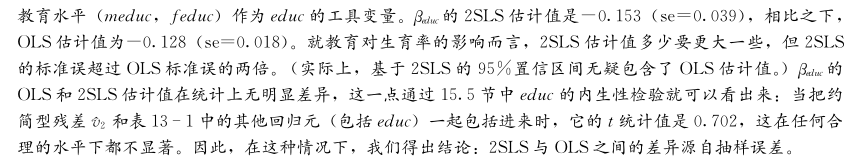 教育水平（meduc，feduc）作为 educ 的工具变量。β̂educ 的 2SLS 估计值是－0.153（se＝0.039），相比之下，
OLS 估计值为－0.128（se＝0.018）。就教育对生育率的影响而言，2SLS 估计值多少要更大一些，但 2SLS
的标准误超过 OLS 标准误的两倍。（实际上，基于 2SLS 的 95％置信区间无疑包含了 OLS 估计值。）β̂educ 的
OLS 和 2SLS 估计值在统计上无明显差异，这一点通过 15.5 节中 educ 的内生性检验就可以看出来：当把约
简型残差 v̂2 和表 13－1 中的其他回归元（包括 educ）一起包括进来时，它的 t 统计值是 0.702，这在任何合
理的水平下都不显著。因此，在这种情况下，我们得出结论：2SLS 与 OLS 之间的差异源自抽样误差。